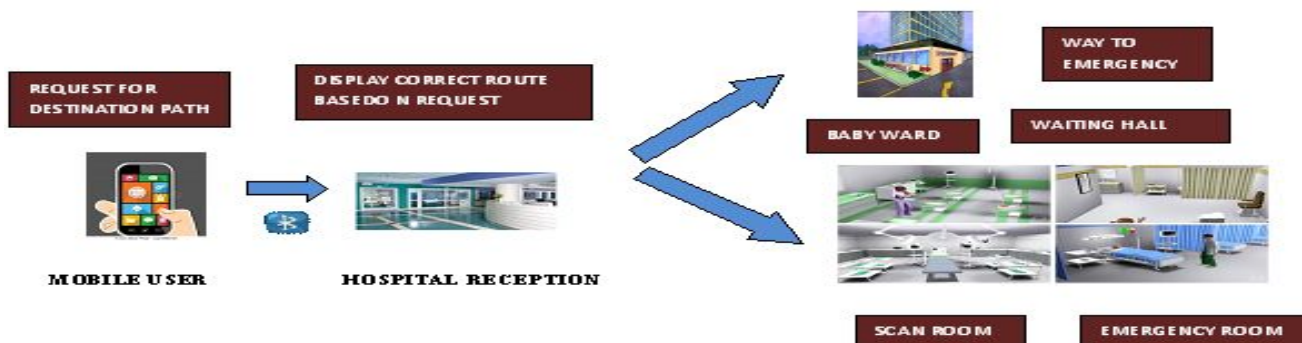 REQUEST FOR
DESTINATION PATH
DISPLAY CORRECT ROUTE
BASEDO N REQUEST
WAY TO
EMERGENCY
BABY WARD
WAITING HALL
MOBILE USER
HOSPITAL RECEPTION
SCAN ROOM
EMERGENCY ROOM